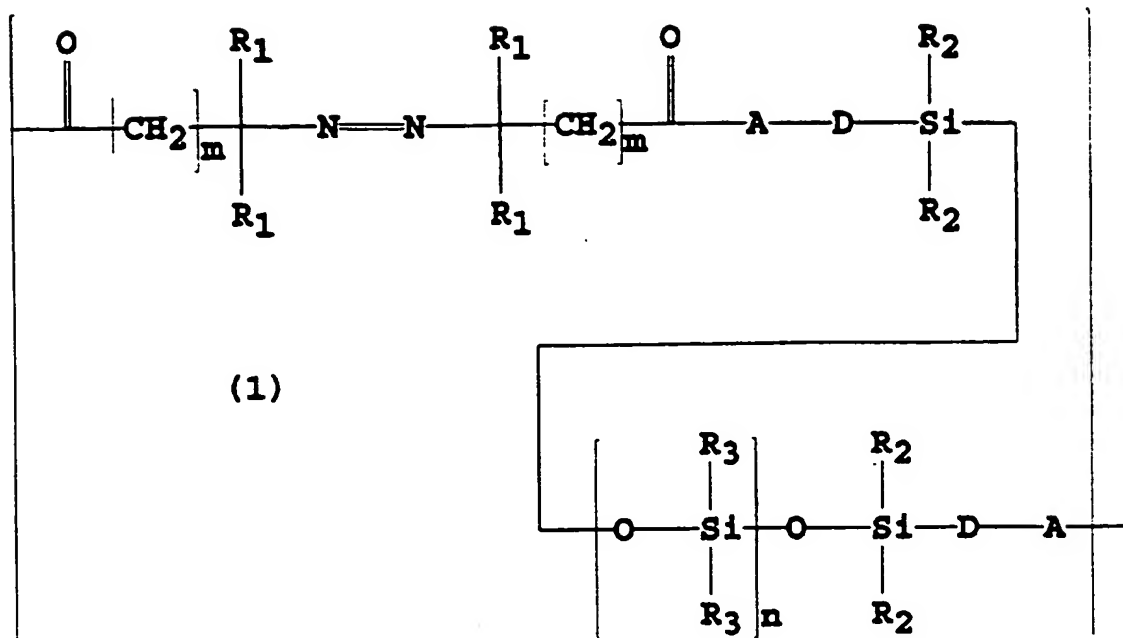 O R₁ R₁ O R₂
CH₂ m N N CH₂ m A D Si
R₁ R₁ R₂
(1)
R₃ R₂
O Si O Si D A
R₃ n R₂